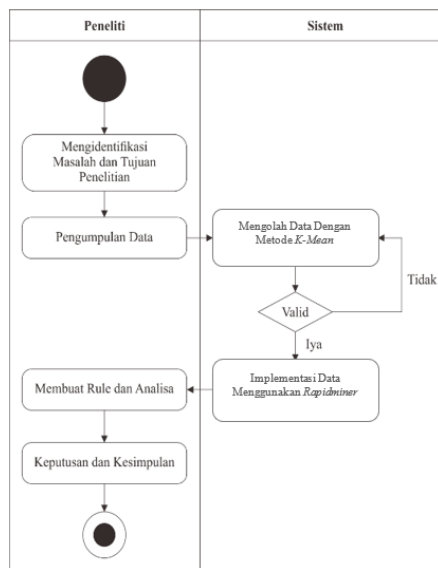 Peneliti
Sistem
Mengidentifikasi
Masalah dan Tujuan
Penelitian
Pengumpulan Data
Mengolah Data Dengan
Metode K-Mean
Tidak
Valid
Iya
Implementasi Data
Menggunakan Rapidminer
Membuat Rule dan Analisa
Keputusan dan Kesimpulan